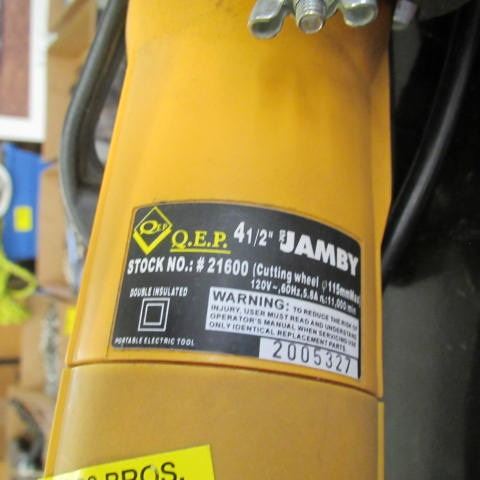 Q.E.P. Q.E.P. 4 1/2" JAMBY
STOCK NO.: # 21600 (Cutting wheel 115mmMax)
120V~,60Hz,5.8A n:11,000/min
DOUBLE INSULATED
PORTABLE ELECTRIC TOOL
WARNING: TO REDUCE THE RISK OF
INJURY, USER MUST READ AND UNDERSTAND
OPERATOR'S MANUAL WHEN SERVICING USE
ONLY IDENTICAL REPLACEMENT PARTS.
2005327
BROS.